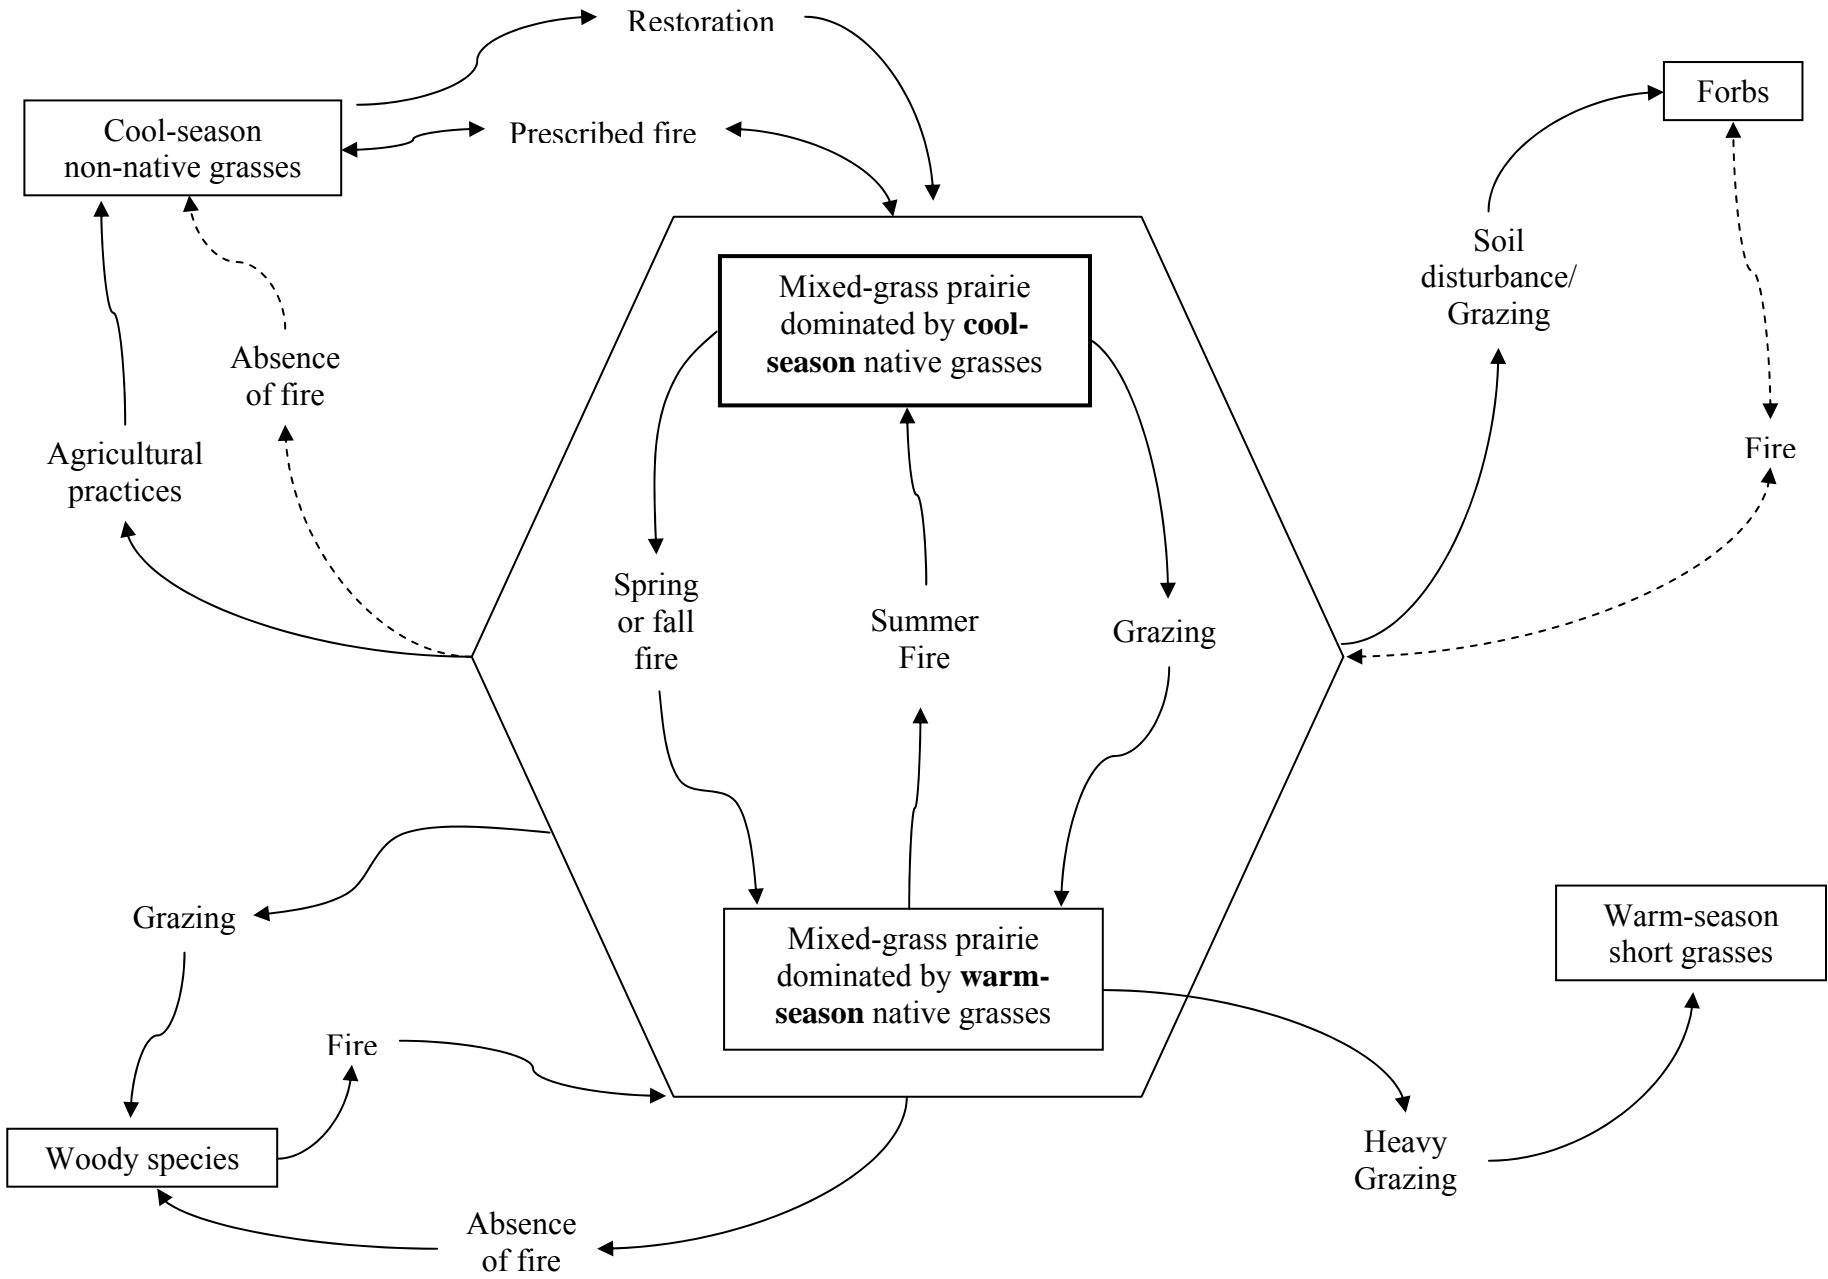 Restoration
Forbs
Cool-season
non-native grasses
Prescribed fire
Soil
disturbance/
Grazing
Mixed-grass prairie
dominated by cool-
season native grasses
Absence
of fire
Agricultural
practices
Fire
Spring
or fall
fire
Summer
Fire
Grazing
Grazing
Mixed-grass prairie
dominated by warm-
season native grasses
Warm-season
short grasses
Fire
Woody species
Heavy
Grazing
Absence
of fire